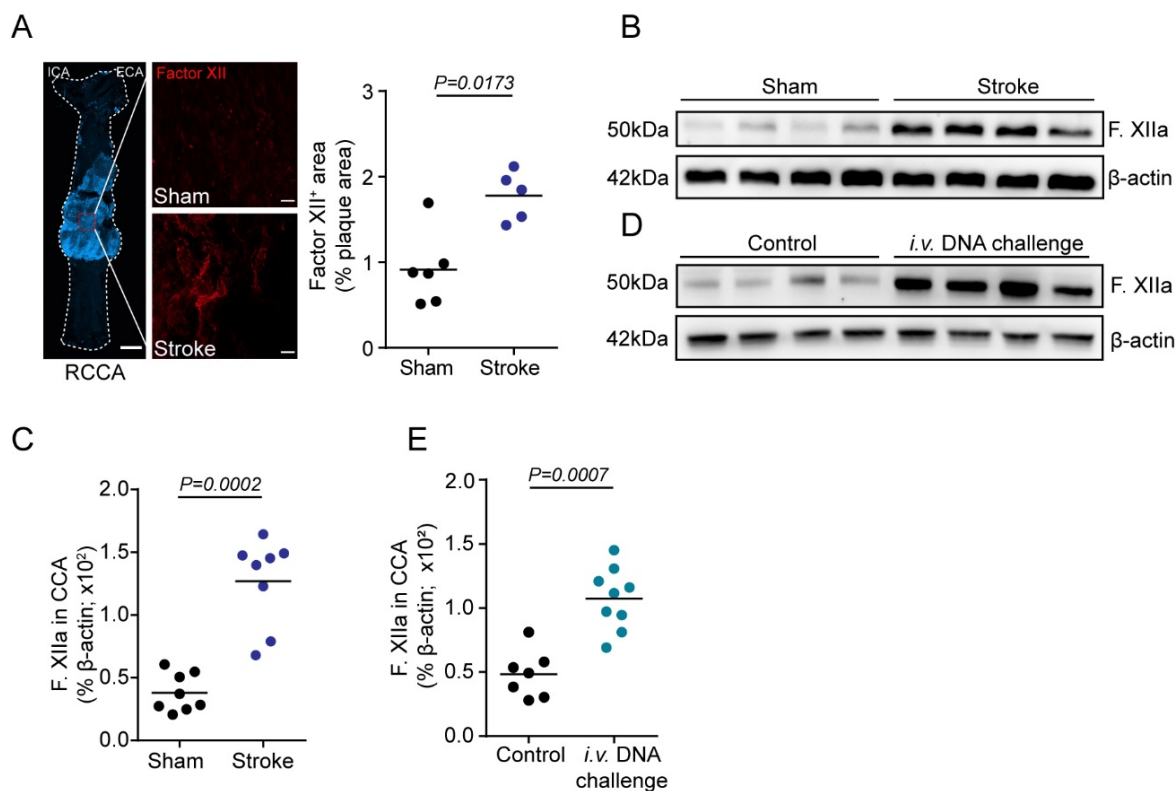 A
ICA
ECA
Factor XII
Sham
Stroke
RCCA
P=0.0173
Factor XII⁺ area
(% plaque area)
3
2
1
0
Sham
Stroke
B
Sham
Stroke
50kDa
F. XIIa
42kDa
β-actin
D
Control
i.v. DNA challenge
50kDa
F. XIIa
42kDa
β-actin
C
P=0.0002
F. XIIa in CCA
(% β-actin; x10²)
2.0
1.5
1.0
0.5
0.0
Sham
Stroke
E
P=0.0007
F. XIIa in CCA
(% β-actin; x10²)
2.0
1.5
1.0
0.5
0.0
Control
i.v. DNA
challenge